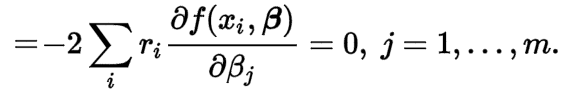 = −2 ∑_i r_i ∂f(x_i, β)/∂β_j = 0, j = 1, …, m.